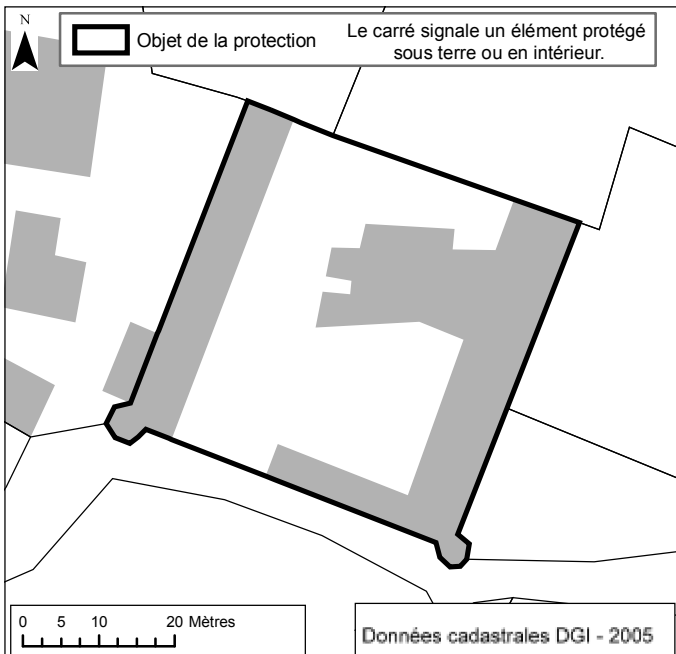 N
Objet de la protection
Le carré signale un élément protégé
sous terre ou en intérieur.
0 5 10 20 Mètres
Données cadastrales DGI - 2005